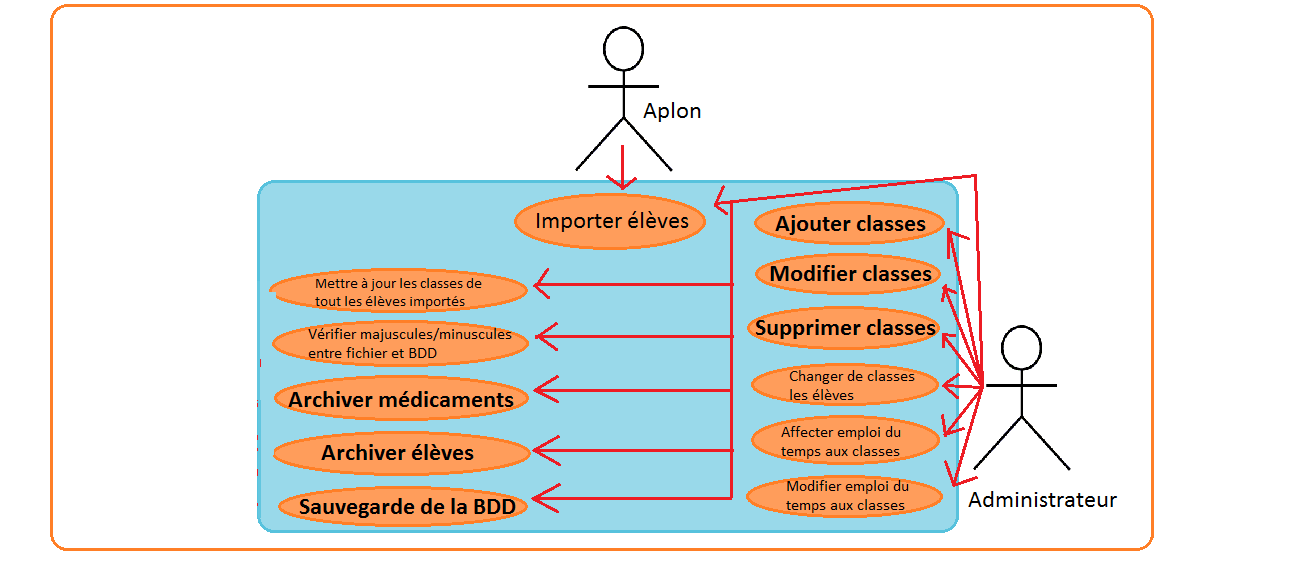 Aplon
Importer élèves
Ajouter classes
Modifier classes
Supprimer classes
Changer de classes
les élèves
Affecter emploi du
temps aux classes
Modifier emploi du
temps aux classes
Mettre à jour les classes de
tout les élèves importés
Vérifier majuscules/minuscules
entre fichier et BDD
Archiver médicaments
Archiver élèves
Sauvegarde de la BDD
Administrateur